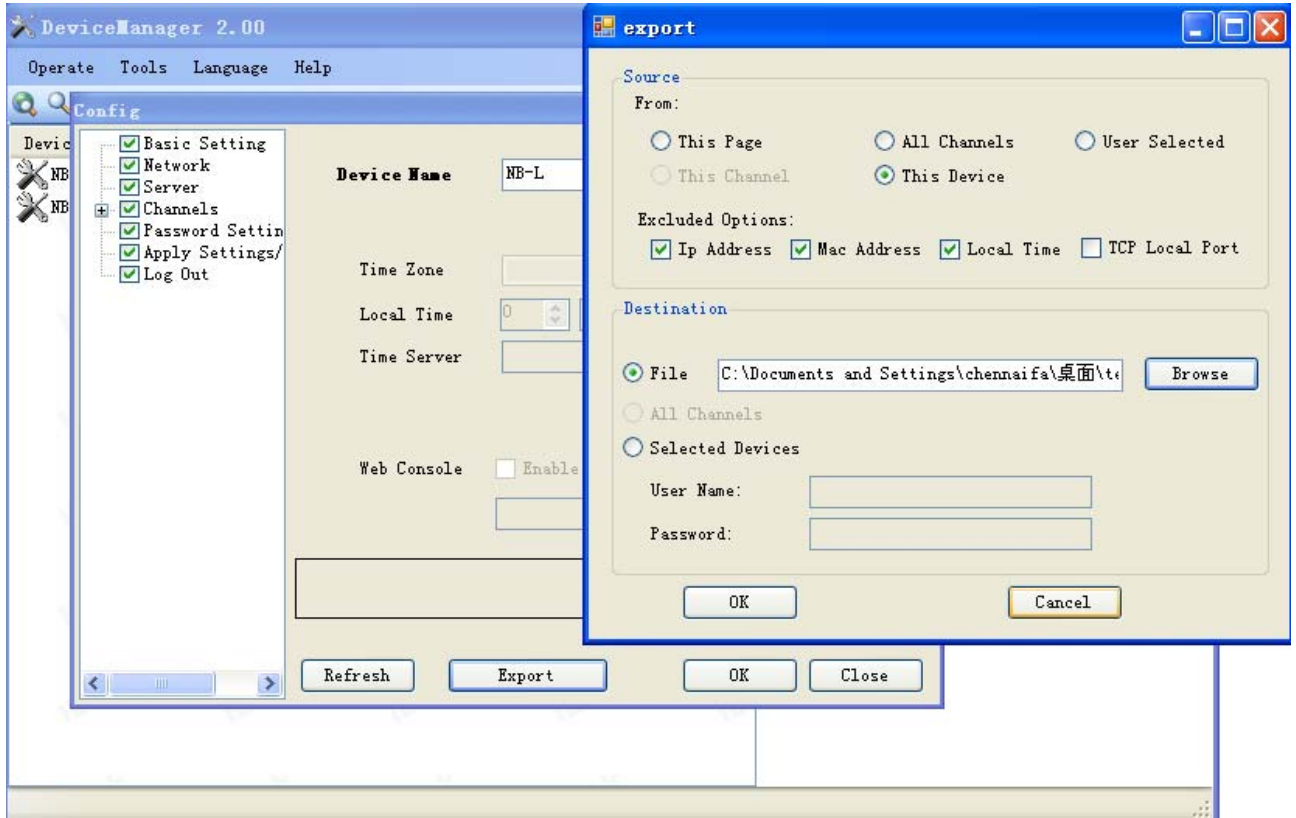 DeviceManager 2.00
Operate Tools Language Help
Devic
NB
NB
Config
Basic Setting
Network
Server
Channels
Password Settin
Apply Settings/
Log Out
Device Name NB-L
Time Zone
Local Time 0
Time Server
Web Console Enable
Refresh Export OK Close
export
Source
From:
This Page All Channels User Selected
This Channel This Device
Excluded Options:
Ip Address Mac Address Local Time TCP Local Port
Destination
File C:\Documents and Settings\chennaifa\桌面\te Browse
All Channels
Selected Devices
User Name:
Password:
OK Cancel